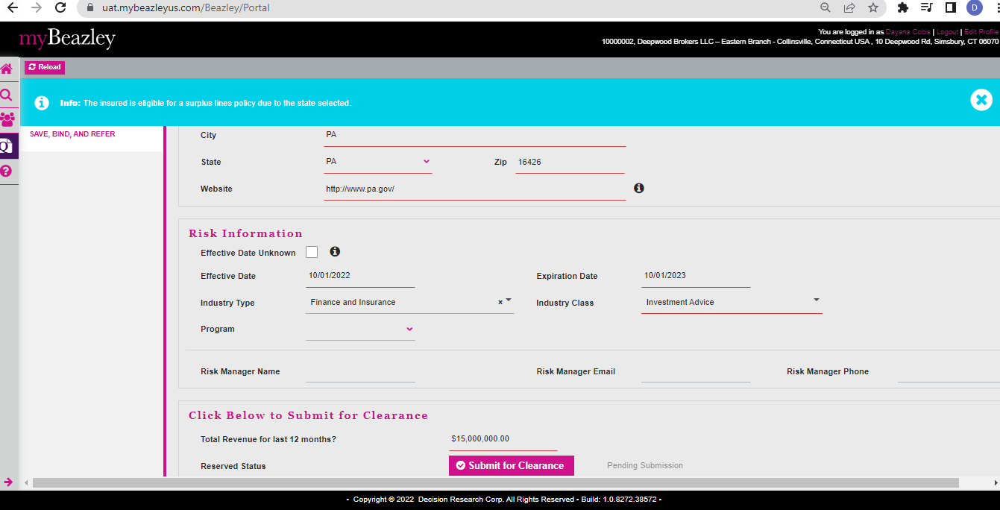 uat.mybeazleyus.com/Beazley/Portal
D
myBeazley
You are logged in as Dayana Cobis | Logout | Edit Profile
10000002, Deepwood Brokers LLC – Eastern Branch - Collinsville, Connecticut USA , 10 Deepwood Rd, Simsbury, CT 06070
Reload
Info: The insured is eligible for a surplus lines policy due to the state selected.
SAVE, BIND, AND REFER
City PA
State PA Zip 16426
Website http://www.pa.gov/
Risk Information
Effective Date Unknown
Effective Date 10/01/2022 Expiration Date 10/01/2023
Industry Type Finance and Insurance × Industry Class Investment Advice
Program
Risk Manager Name Risk Manager Email Risk Manager Phone
Click Below to Submit for Clearance
Total Revenue for last 12 months? $15,000,000.00
Reserved Status Submit for Clearance Pending Submission
• Copyright © 2022 Decision Research Corp. All Rights Reserved • Build: 1.0.8272.38572 •